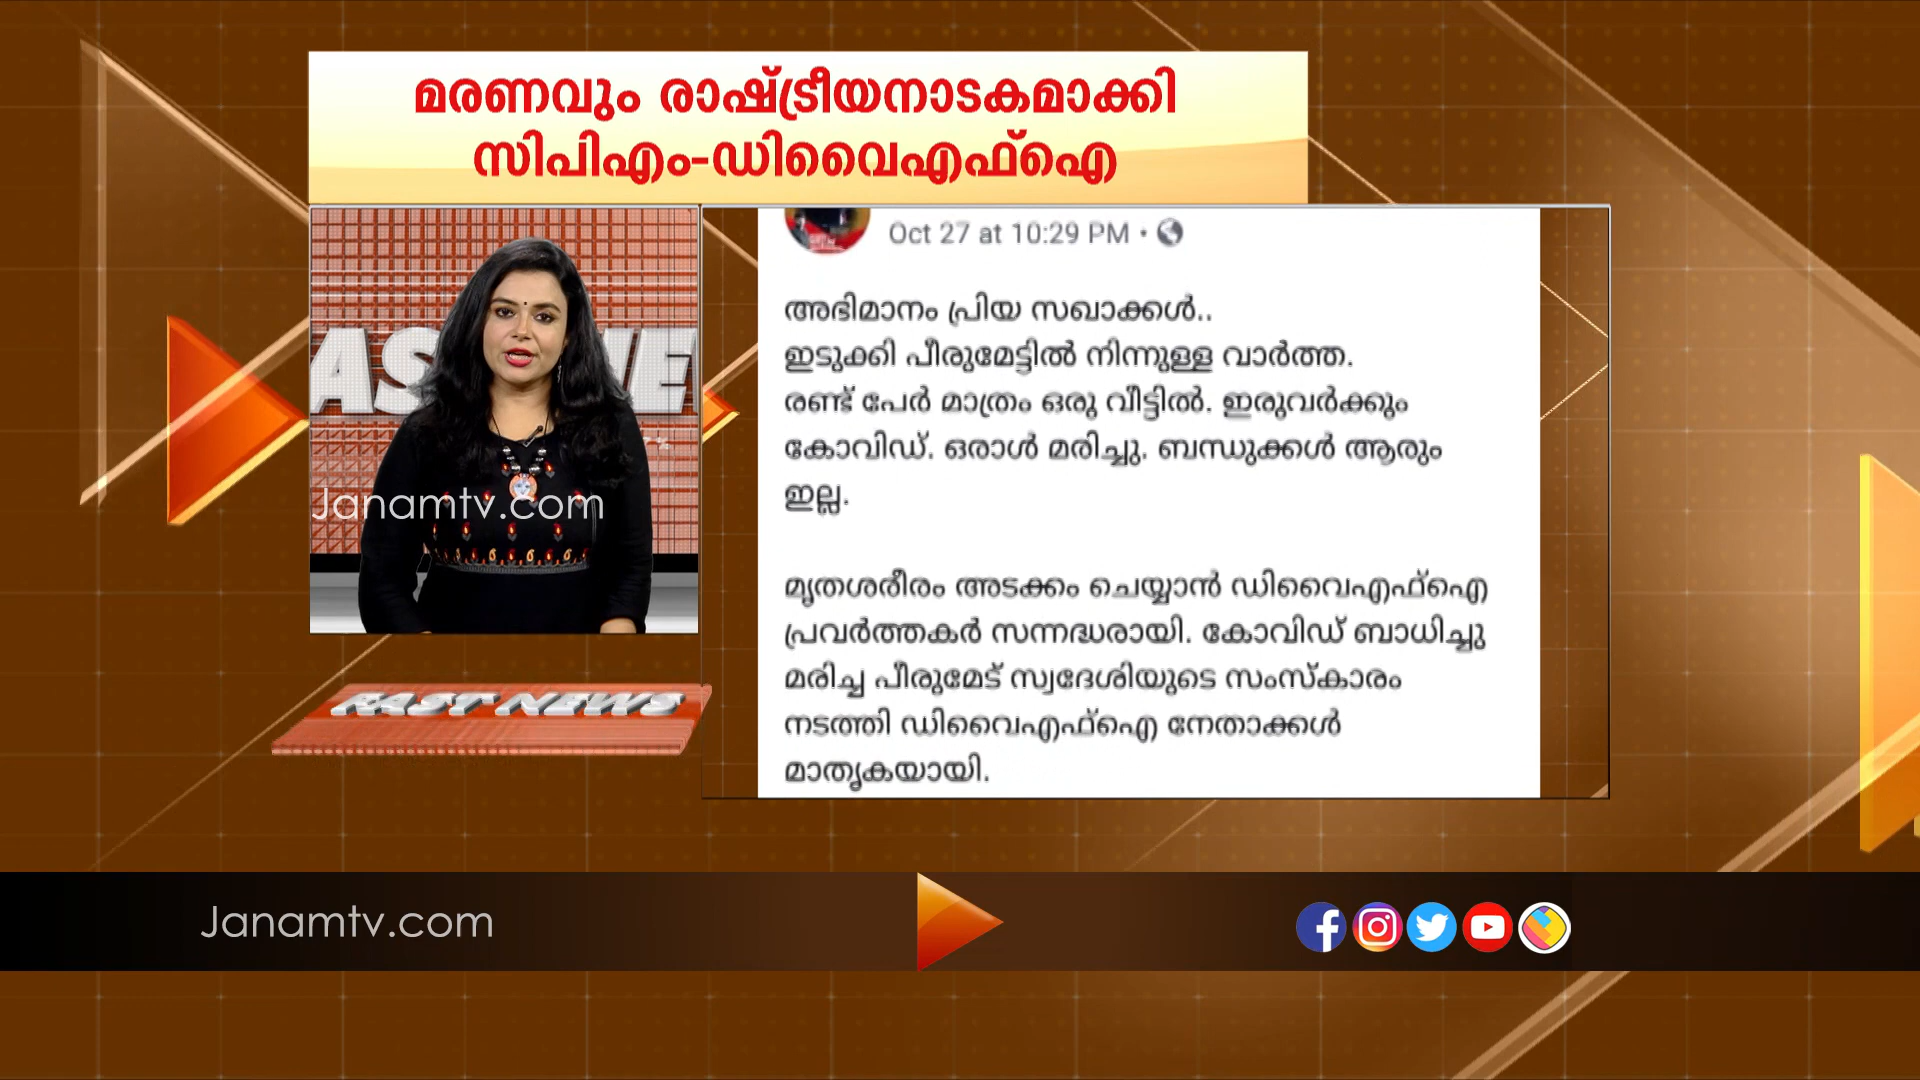 മരണവും രാഷ്ട്രീയനാടകമാക്കി
സിപിഎം-ഡിവൈഎഫ്ഐ
Oct 27 at 10:29 PM •
അഭിമാനം പ്രിയ സഖാക്കൾ..
ഇടുക്കി പീരുമേട്ടിൽ നിന്നുള്ള വാർത്ത.
രണ്ട് പേർ മാത്രം ഒരു വീട്ടിൽ. ഇരുവർക്കും
കോവിഡ്. ഒരാൾ മരിച്ചു. ബന്ധുക്കൾ ആരും
ഇല്ല.
മൃതശരീരം അടക്കം ചെയ്യാൻ ഡിവൈഎഫ്ഐ
പ്രവർത്തകർ സന്നദ്ധരായി. കോവിഡ് ബാധിച്ചു
മരിച്ച പീരുമേട് സ്വദേശിയുടെ സംസ്കാരം
നടത്തി ഡിവൈഎഫ്ഐ നേതാക്കൾ
മാതൃകയായി.
Janamtv.com
FAST NEWS
Janamtv.com